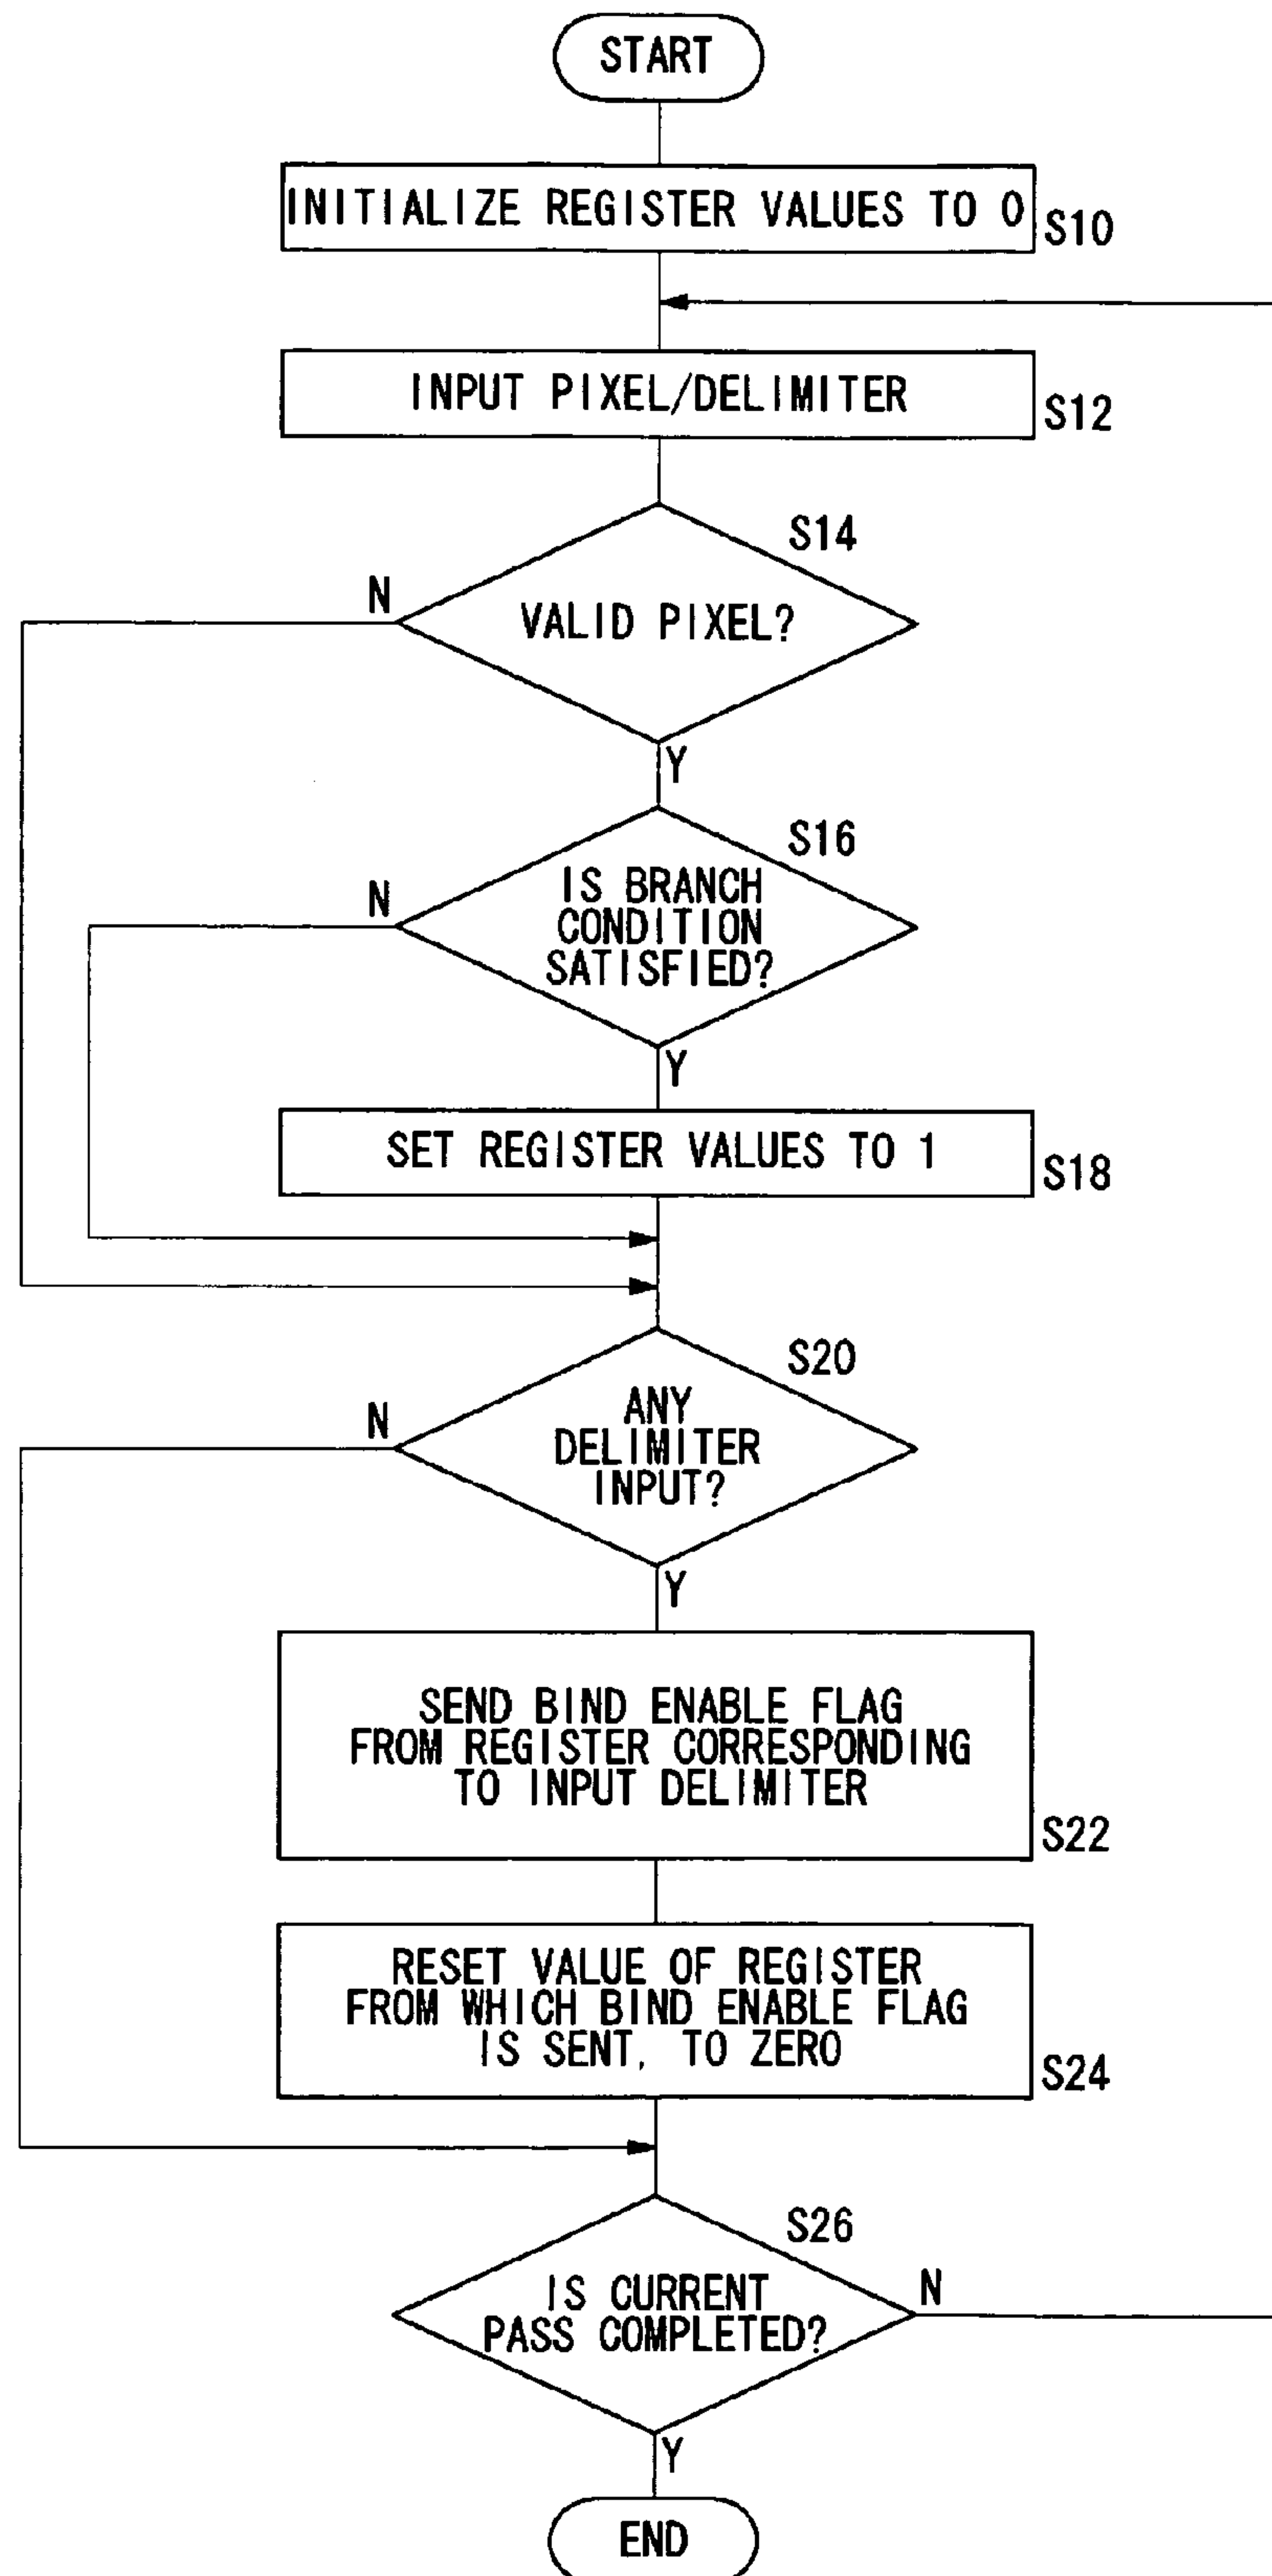 START
INITIALIZE REGISTER VALUES TO 0
S10
INPUT PIXEL/DELIMITER
S12
S14
N
VALID PIXEL?
Y
S16
N
IS BRANCH
CONDITION
SATISFIED?
Y
SET REGISTER VALUES TO 1
S18
S20
N
ANY
DELIMITER
INPUT?
Y
SEND BIND ENABLE FLAG
FROM REGISTER CORRESPONDING
TO INPUT DELIMITER
S22
RESET VALUE OF REGISTER
FROM WHICH BIND ENABLE FLAG
IS SENT, TO ZERO
S24
S26
IS CURRENT
PASS COMPLETED?
N
Y
END